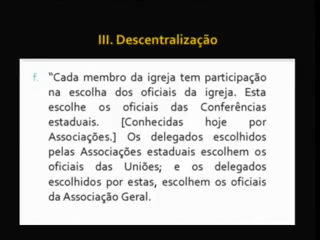 III. Descentralização
f. “Cada membro da igreja tem participação
na escolha dos oficiais da igreja. Esta
escolhe os oficiais das Conferências
estaduais. [Conhecidas hoje por
Associações.] Os delegados escolhidos
pelas Associações estaduais escolhem os
oficiais das Uniões; e os delegados
escolhidos por estas, escolhem os oficiais
da Associação Geral.